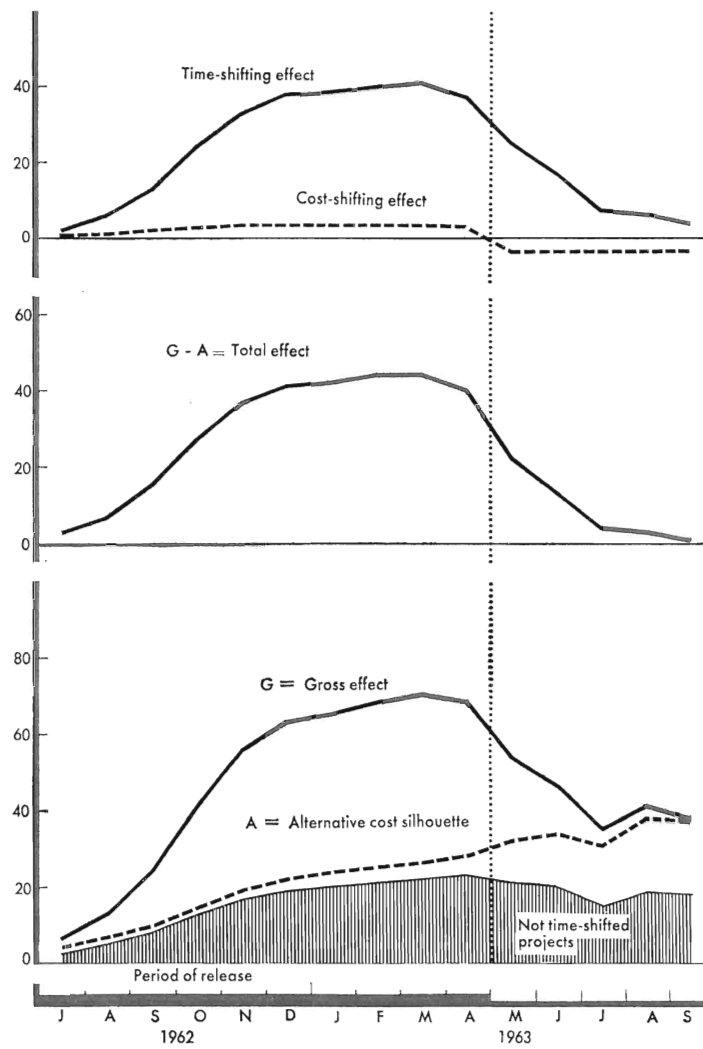 Time-shifting effect
40
20
Cost-shifting effect
0
60
G - A = Total effect
40
20
0
80
G = Gross effect
60
40
A = Alternative cost silhouette
20
Not time-shifted
projects
0
Period of release
J A S O N D J F M A M J J A S
1962 1963